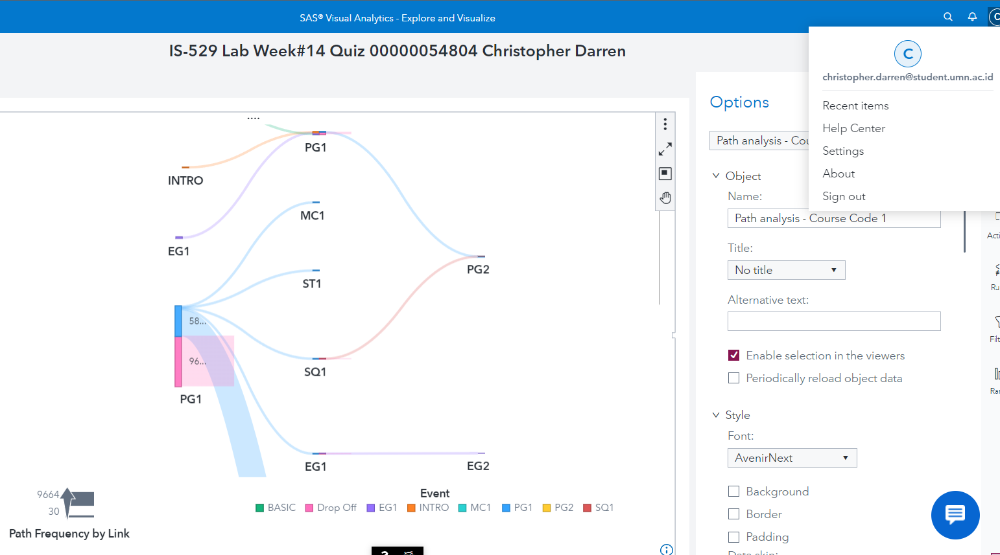 SAS® Visual Analytics - Explore and Visualize
C
IS-529 Lab Week#14 Quiz 00000054804 Christopher Darren
C
christopher.darren@student.umn.ac.id
Recent items
Help Center
Settings
About
Sign out
....
PG1
INTRO
MC1
EG1
PG2
ST1
58...
96...
SQ1
PG1
EG1
EG2
9664
30
Path Frequency by Link
Event
BASIC Drop Off EG1 INTRO MC1 PG1 PG2 SQ1
Options
Path analysis - Cou
Object
Name:
Path analysis - Course Code 1
Title:
No title
Alternative text:
Enable selection in the viewers
Periodically reload object data
Style
Font:
AvenirNext
Background
Border
Padding
Data skin:
Acti
Ru
Filt
Ran